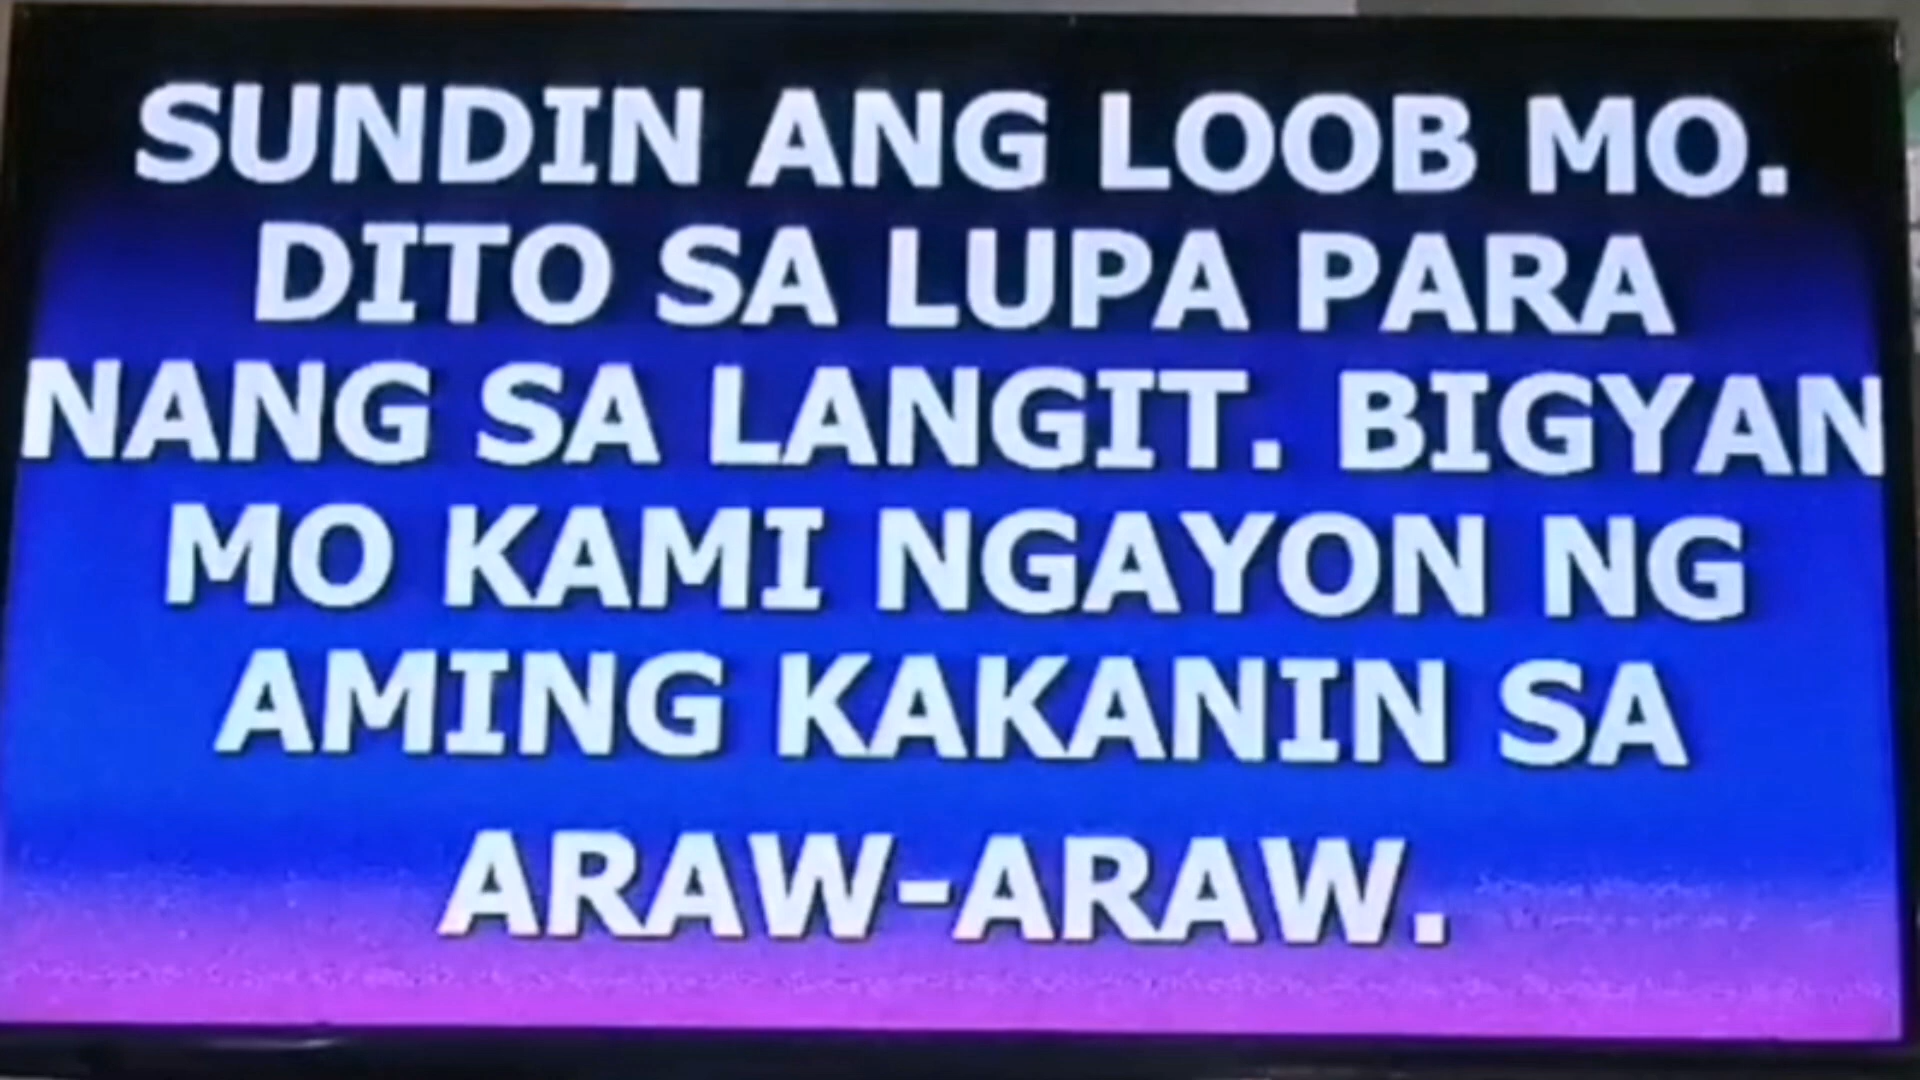 SUNDIN ANG LOOB MO.
DITO SA LUPA PARA
NANG SA LANGIT. BIGYAN
MO KAMI NGAYON NG
AMING KAKANIN SA
ARAW-ARAW.